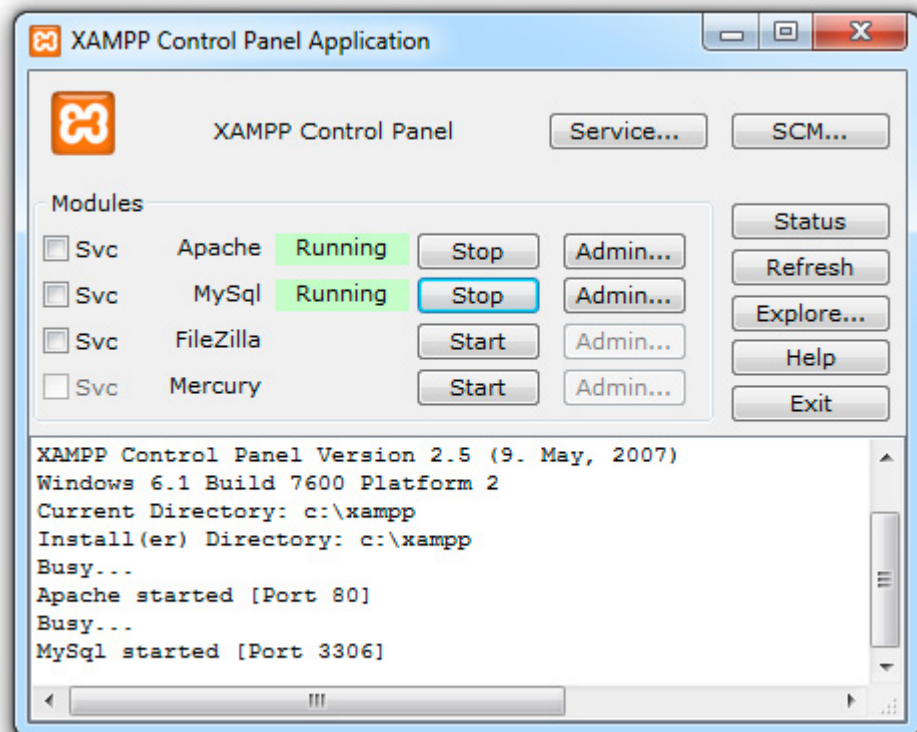 XAMPP Control Panel Application
XAMPP Control Panel Service... SCM...
Modules
Status
Svc Apache Running Stop Admin...
Refresh
Svc MySql Running Stop Admin...
Explore...
Svc FileZilla Start Admin...
Help
Svc Mercury Start Admin...
Exit
XAMPP Control Panel Version 2.5 (9. May, 2007)
Windows 6.1 Build 7600 Platform 2
Current Directory: c:\xampp
Install(er) Directory: c:\xampp
Busy...
Apache started [Port 80]
Busy...
MySql started [Port 3306]